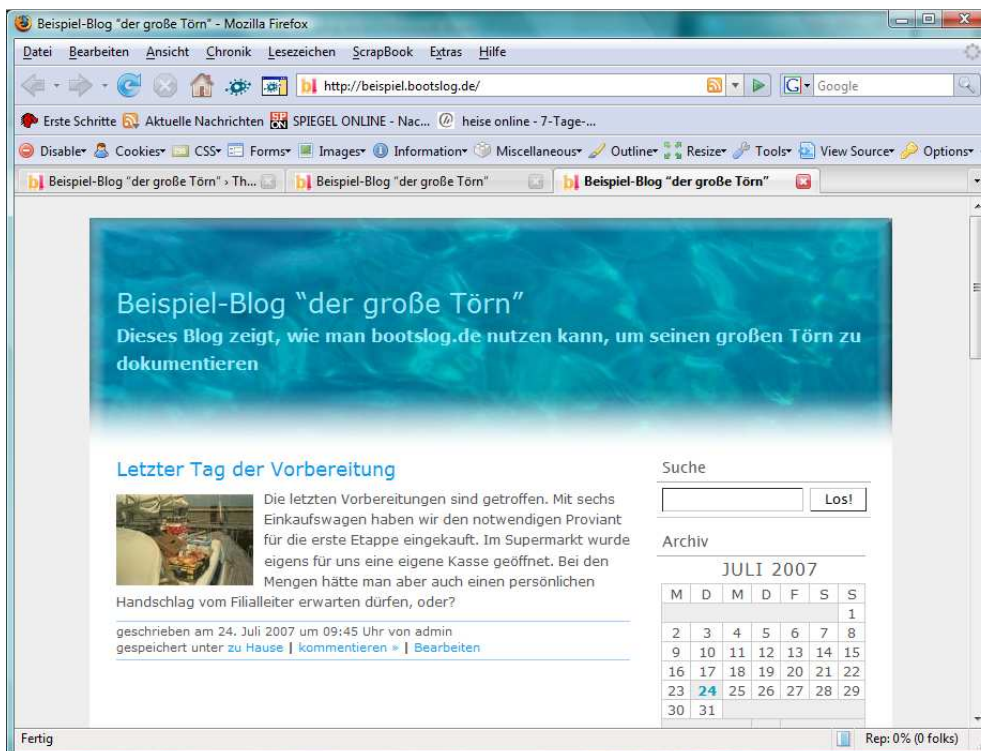 Beispiel-Blog "der große Törn" - Mozilla Firefox
Datei Bearbeiten Ansicht Chronik Lesezeichen ScrapBook Extras Hilfe
http://beispiel.bootslog.de/ G Google
Erste Schritte Aktuelle Nachrichten SPIEGEL ONLINE - Nac... heise online - 7-Tage-...
Disable Cookies CSS Forms Images Information Miscellaneous Outline Resize Tools View Source Options
Beispiel-Blog "der große Törn" › Th... Beispiel-Blog "der große Törn" Beispiel-Blog "der große Törn"
Beispiel-Blog "der große Törn"
Dieses Blog zeigt, wie man bootslog.de nutzen kann, um seinen großen Törn zu
dokumentieren
Letzter Tag der Vorbereitung
Die letzten Vorbereitungen sind getroffen. Mit sechs
Einkaufswagen haben wir den notwendigen Proviant
für die erste Etappe eingekauft. Im Supermarkt wurde
eigens für uns eine eigene Kasse geöffnet. Bei den
Mengen hätte man aber auch einen persönlichen
Handschlag vom Filialleiter erwarten dürfen, oder?
geschrieben am 24. Juli 2007 um 09:45 Uhr von admin
gespeichert unter zu Hause | kommentieren » | Bearbeiten
Suche
Los!
Archiv
JULI 2007
M D M D F S S
1
2 3 4 5 6 7 8
9 10 11 12 13 14 15
16 17 18 19 20 21 22
23 24 25 26 27 28 29
30 31
Fertig Rep: 0% (0 folks)